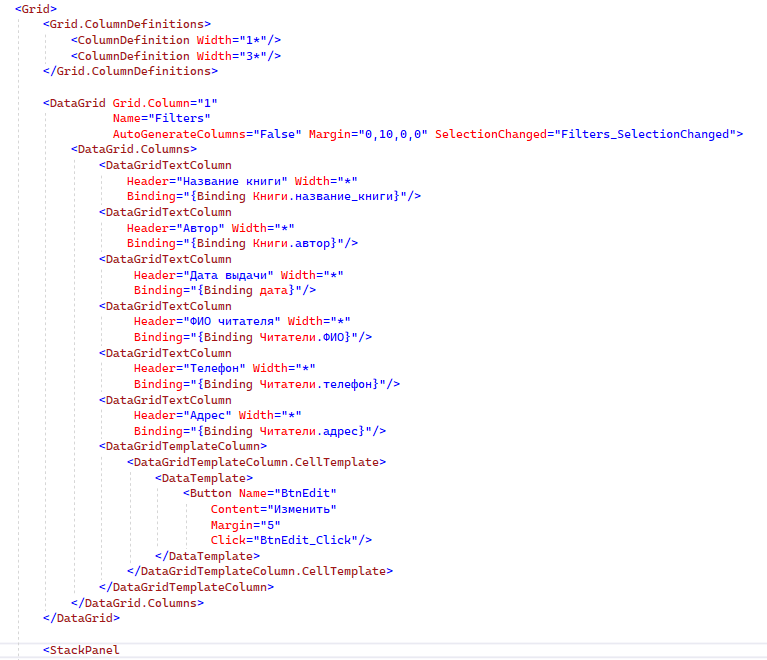 <Grid>
<Grid.ColumnDefinitions>
<ColumnDefinition Width="1*"/>
<ColumnDefinition Width="3*"/>
</Grid.ColumnDefinitions>
<DataGrid Grid.Column="1"
Name="Filters"
AutoGenerateColumns="False" Margin="0,10,0,0" SelectionChanged="Filters_SelectionChanged">
<DataGrid.Columns>
<DataGridTextColumn
Header="Название книги" Width="*"
Binding="{Binding Книги.название_книги}"/>
<DataGridTextColumn
Header="Автор" Width="*"
Binding="{Binding Книги.автор}"/>
<DataGridTextColumn
Header="Дата выдачи" Width="*"
Binding="{Binding дата}"/>
<DataGridTextColumn
Header="ФИО читателя" Width="*"
Binding="{Binding Читатели.ФИО}"/>
<DataGridTextColumn
Header="Телефон" Width="*"
Binding="{Binding Читатели.телефон}"/>
<DataGridTextColumn
Header="Адрес" Width="*"
Binding="{Binding Читатели.адрес}"/>
<DataGridTemplateColumn>
<DataGridTemplateColumn.CellTemplate>
<DataTemplate>
<Button Name="BtnEdit"
Content="Изменить"
Margin="5"
Click="BtnEdit_Click"/>
</DataTemplate>
</DataGridTemplateColumn.CellTemplate>
</DataGridTemplateColumn>
</DataGrid.Columns>
</DataGrid>
<StackPanel